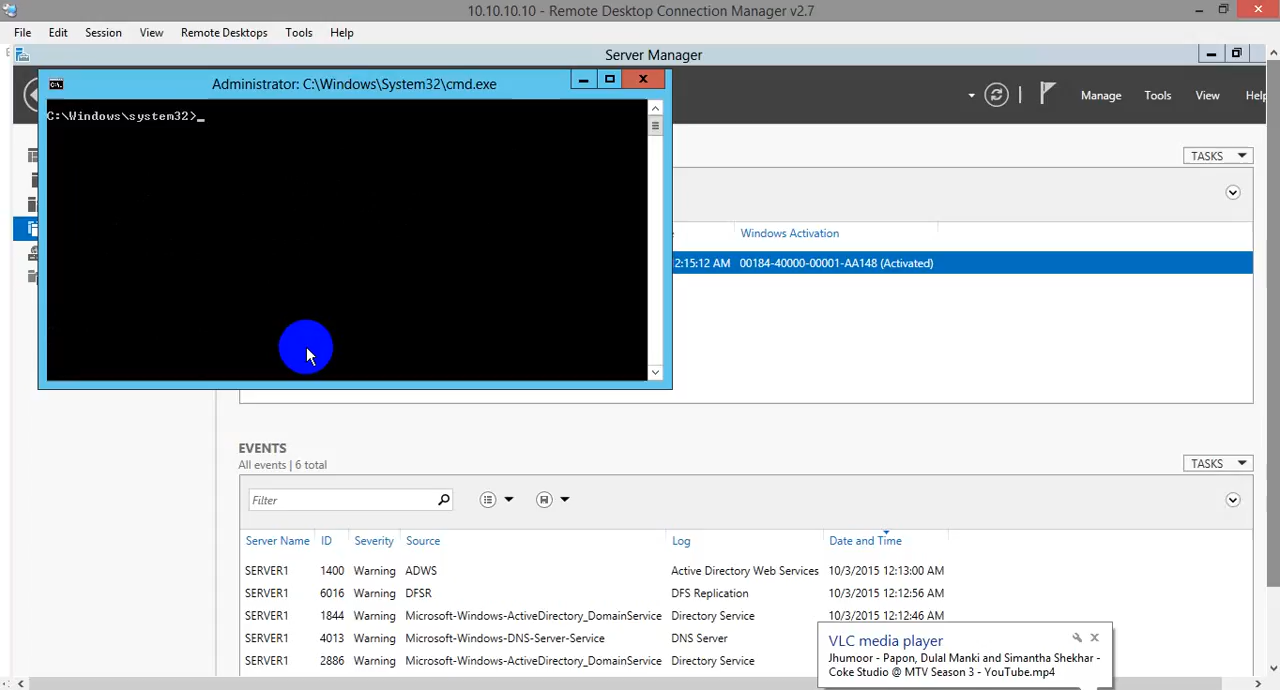 10.10.10.10 - Remote Desktop Connection Manager v2.7
File Edit Session View Remote Desktops Tools Help
Server Manager
Administrator: C:\Windows\System32\cmd.exe
C:\Windows\system32>_
Manage Tools View Help
TASKS
Windows Activation
12:15:12 AM 00184-40000-00001-AA148 (Activated)
EVENTS
All events | 6 total
TASKS
Filter
Server Name ID Severity Source Log Date and Time
SERVER1 1400 Warning ADWS Active Directory Web Services 10/3/2015 12:13:00 AM
SERVER1 6016 Warning DFSR DFS Replication 10/3/2015 12:12:56 AM
SERVER1 1844 Warning Microsoft-Windows-ActiveDirectory_DomainService Directory Service 10/3/2015 12:12:46 AM
SERVER1 4013 Warning Microsoft-Windows-DNS-Server-Service DNS Server
SERVER1 2886 Warning Microsoft-Windows-ActiveDirectory_DomainService Directory Service
VLC media player
Jhumoor - Papon, Dulal Manki and Simantha Shekhar -
Coke Studio @ MTV Season 3 - YouTube.mp4